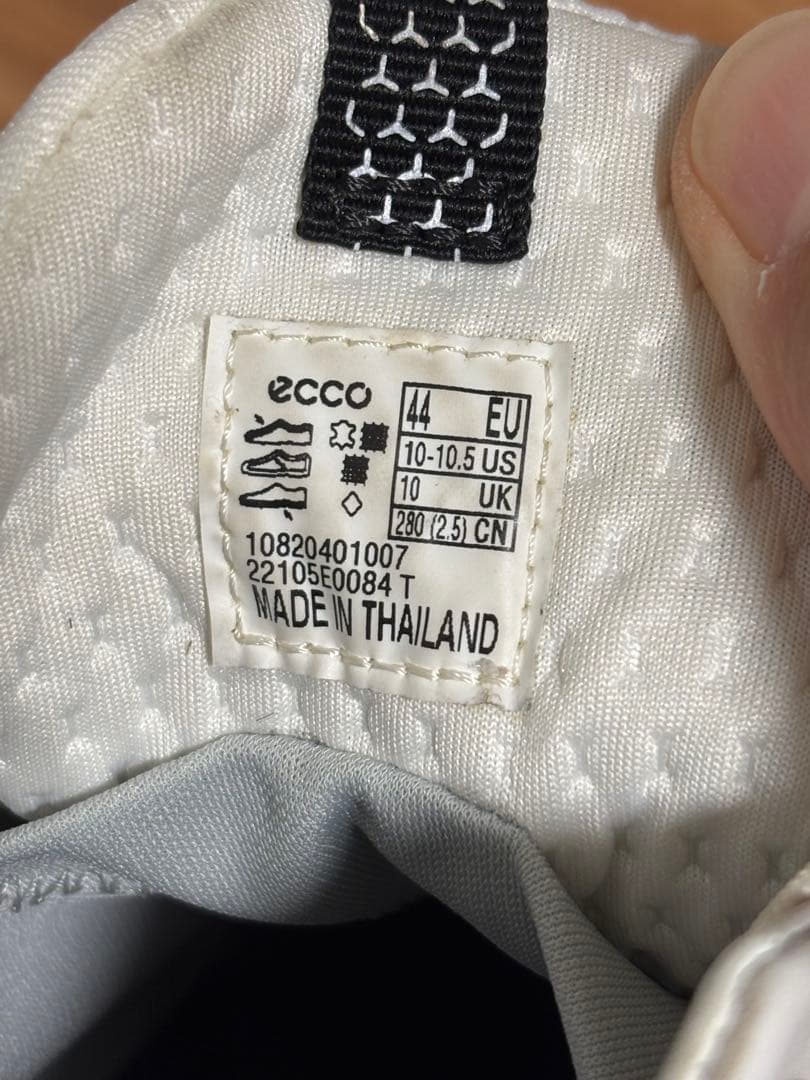 ecco
44 EU
10-10.5 US
10 UK
280 (2.5) CN
10820401007
22105E0084 T
MADE IN THAILAND